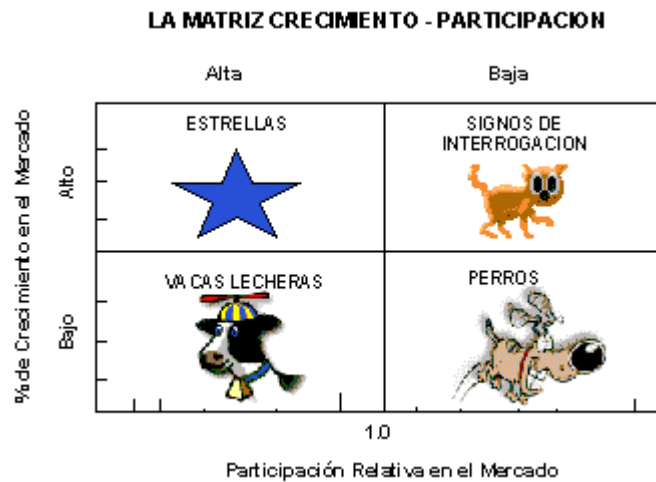 LA MATRIZ CRECIMIENTO - PARTICIPACION
Alta
Baja
% de Crecimiento en el Mercado
Alto
ESTRELLAS
SIGNOS DE
INTERROGACION
Bajo
VACAS LECHERAS
PERROS
1.0
Participación Relativa en el Mercado